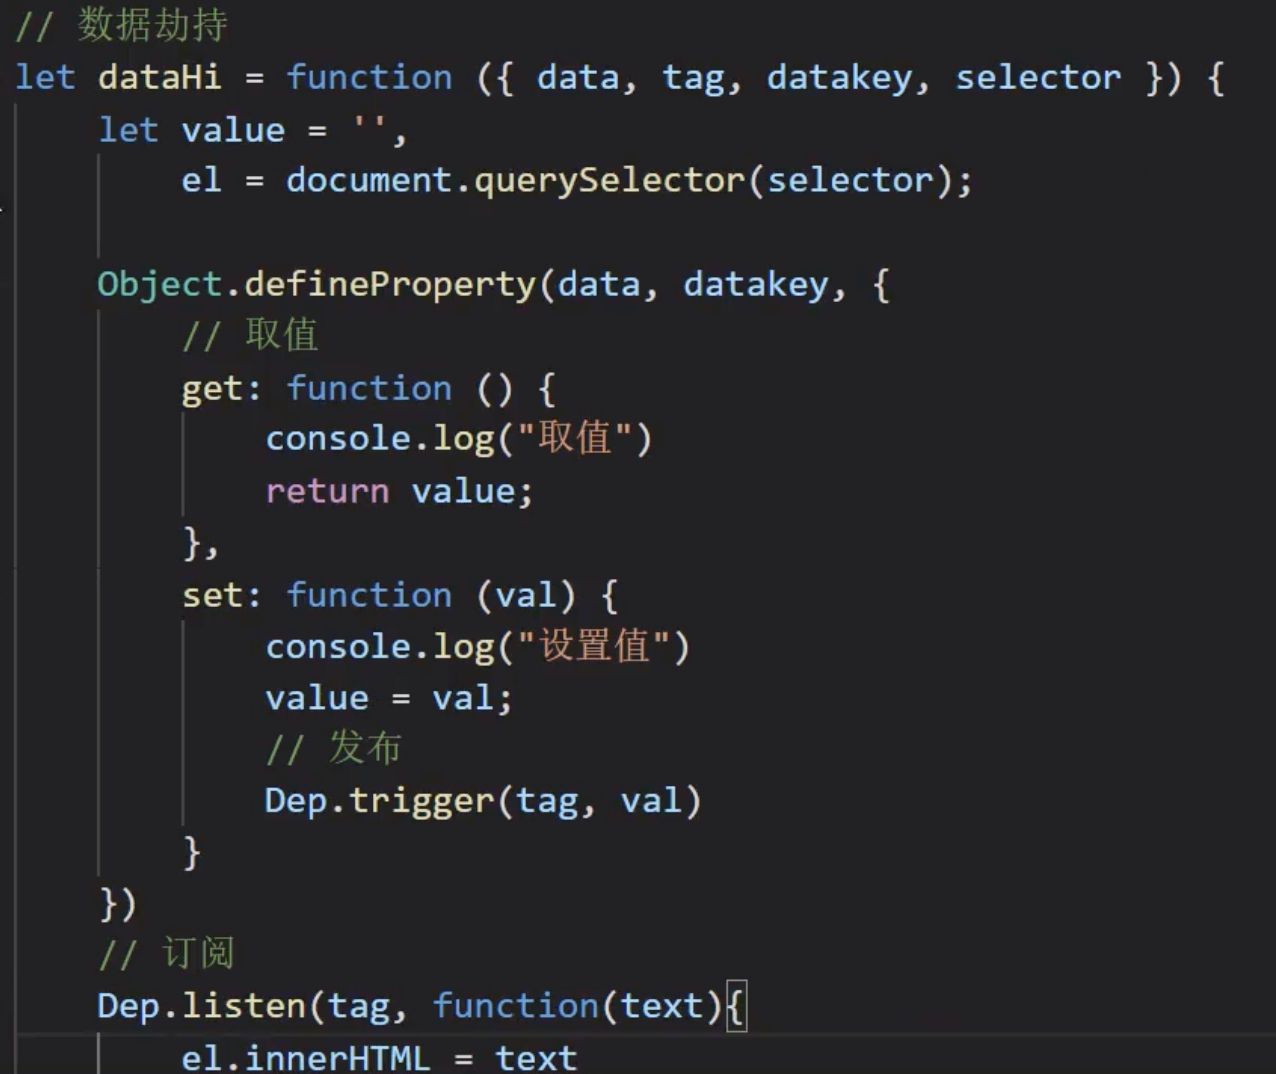 // 数据劫持
let dataHi = function ({ data, tag, datakey, selector }) {
    let value = '',
        el = document.querySelector(selector);
    Object.defineProperty(data, datakey, {
        // 取值
        get: function () {
            console.log("取值")
            return value;
        },
        set: function (val) {
            console.log("设置值")
            value = val;
            // 发布
            Dep.trigger(tag, val)
        }
    })
    // 订阅
    Dep.listen(tag, function(text){
        el.innerHTML = text